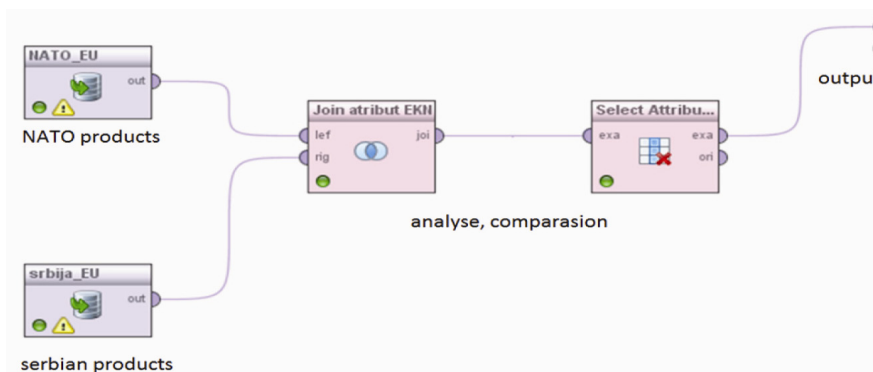 NATO_EU
out
NATO products
Join atribut EKN
lef
joi
rig
Select Attribu...
exa
exa
ori
outpu
analyse, comparasion
srbija_EU
out
serbian products